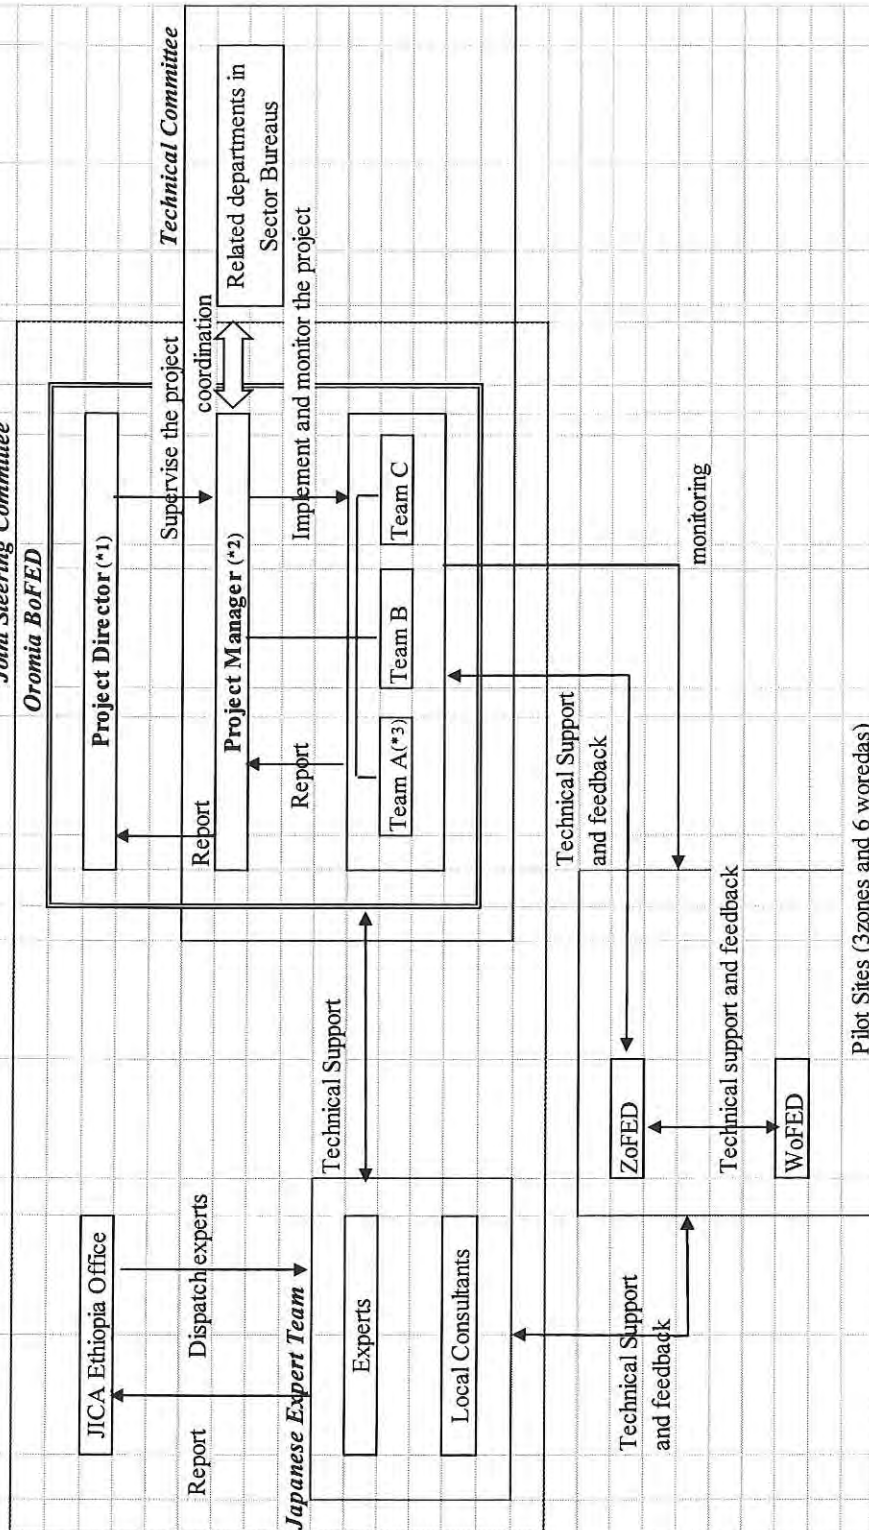 Joint Steering Committee
Oromia BoFED
Technical Committee
JICA Ethiopia Office
Project Director (*1)
Report
Dispatch experts
Report
Supervise the project
coordination
Project Manager (*2)
Related departments in
Sector Bureaus
Japanese Expert Team
Technical Support
Report
Implement and monitor the project
Experts
Local Consultants
Team A(*3)
Team B
Team C
Technical Support
and feedback
Technical Support
and feedback
monitoring
ZoFED
Technical support and feedback
WoFED
Pilot Sites (3zones and 6 woredas)